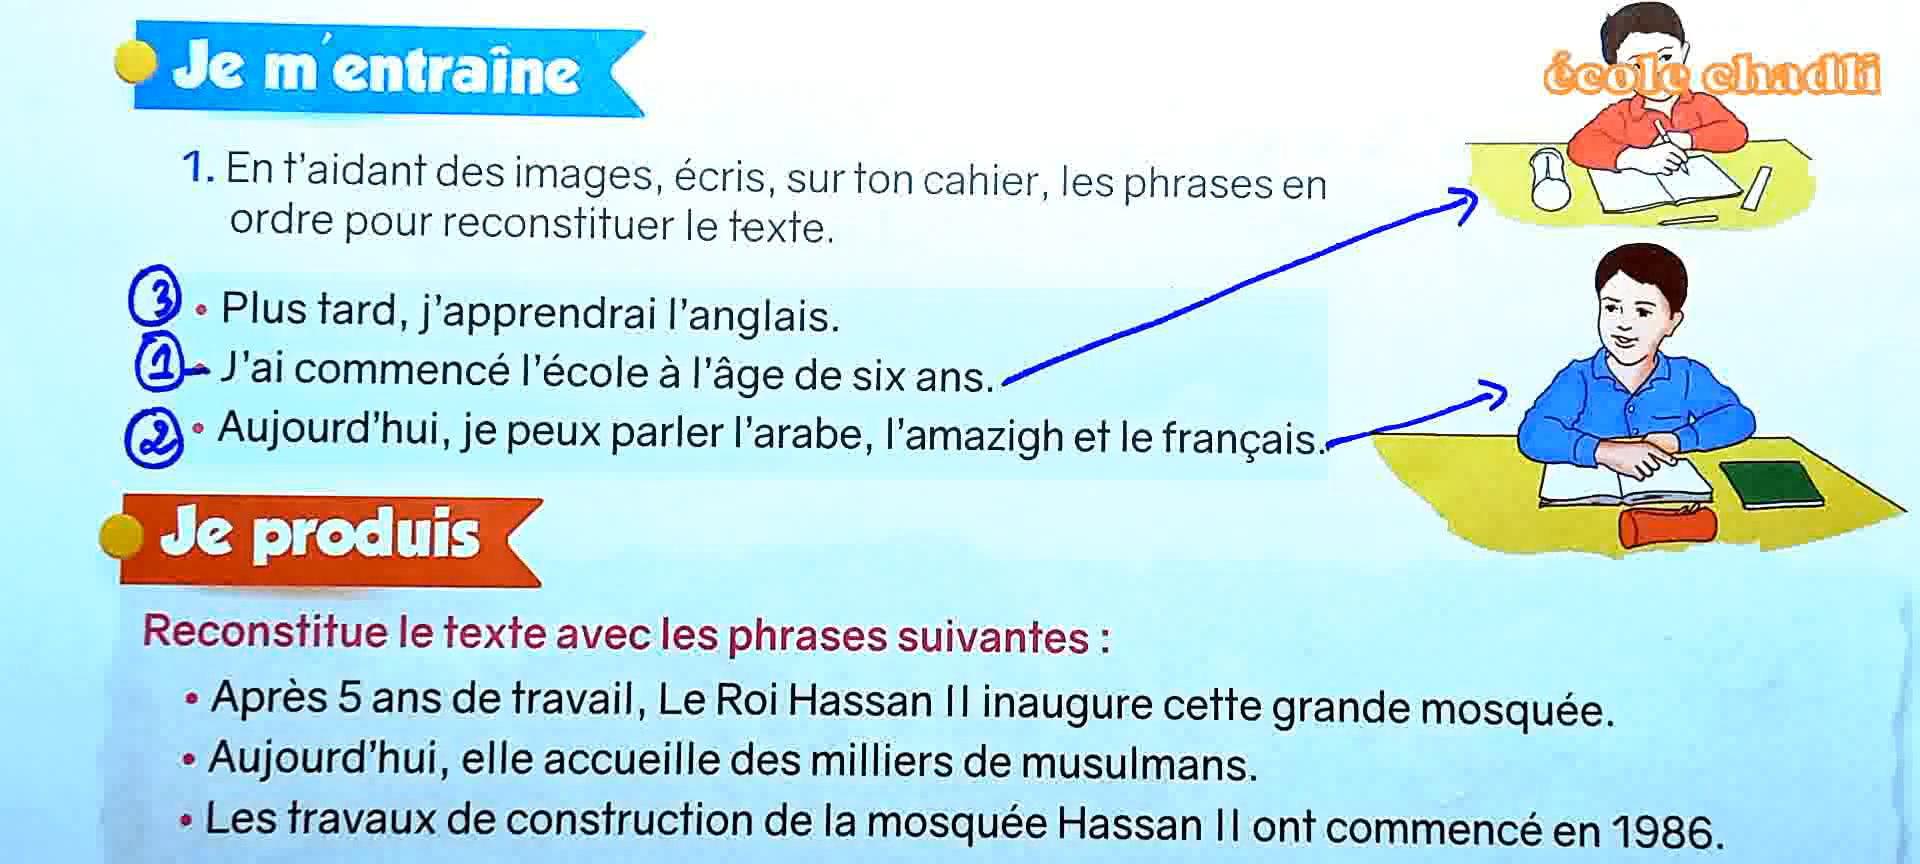 Je m'entraîne
école chadli
1. En t'aidant des images, écris, sur ton cahier, les phrases en
ordre pour reconstituer le texte.
3 • Plus tard, j'apprendrai l'anglais.
1 • J'ai commencé l'école à l'âge de six ans.
2 • Aujourd'hui, je peux parler l'arabe, l'amazigh et le français.
Je produis
Reconstitue le texte avec les phrases suivantes :
• Après 5 ans de travail, Le Roi Hassan II inaugure cette grande mosquée.
• Aujourd'hui, elle accueille des milliers de musulmans.
• Les travaux de construction de la mosquée Hassan II ont commencé en 1986.